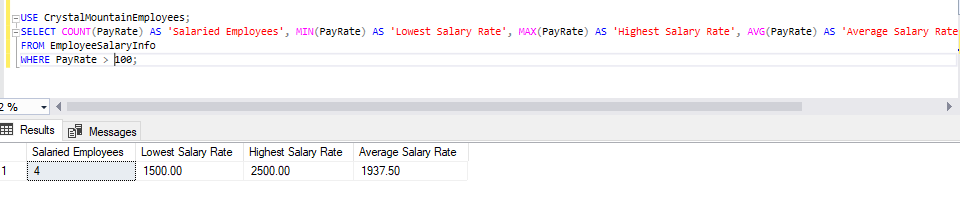 USE CrystalMountainEmployees;
SELECT COUNT(PayRate) AS 'Salaried Employees', MIN(PayRate) AS 'Lowest Salary Rate', MAX(PayRate) AS 'Highest Salary Rate', AVG(PayRate) AS 'Average Salary Rate
FROM EmployeeSalaryInfo
WHERE PayRate > 100;
2 %
Results Messages
Salaried Employees Lowest Salary Rate Highest Salary Rate Average Salary Rate
1 4 1500.00 2500.00 1937.50